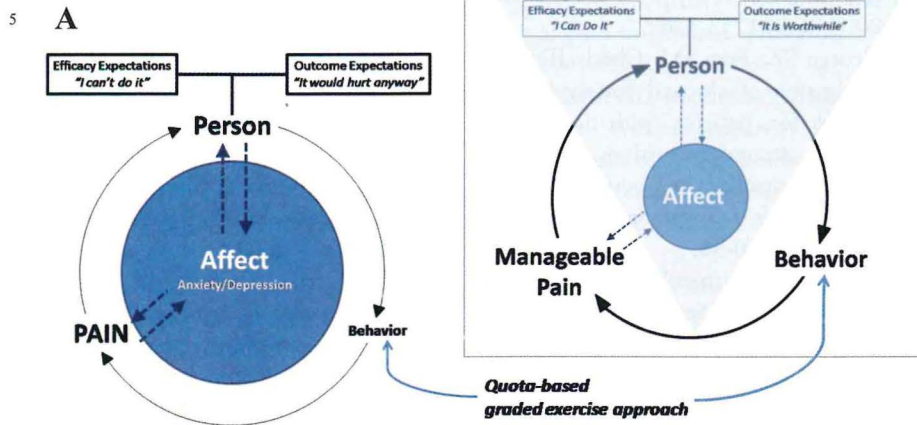 5
A
Efficacy Expectations
"I can't do it"
Outcome Expectations
"It would hurt anyway"
Person
Affect
Anxiety/Depression
PAIN
Behavior
Efficacy Expectations
"I Can Do It"
Outcome Expectations
"It Is Worthwhile"
Person
Affect
Manageable
Pain
Behavior
Quota-based
graded exercise approach